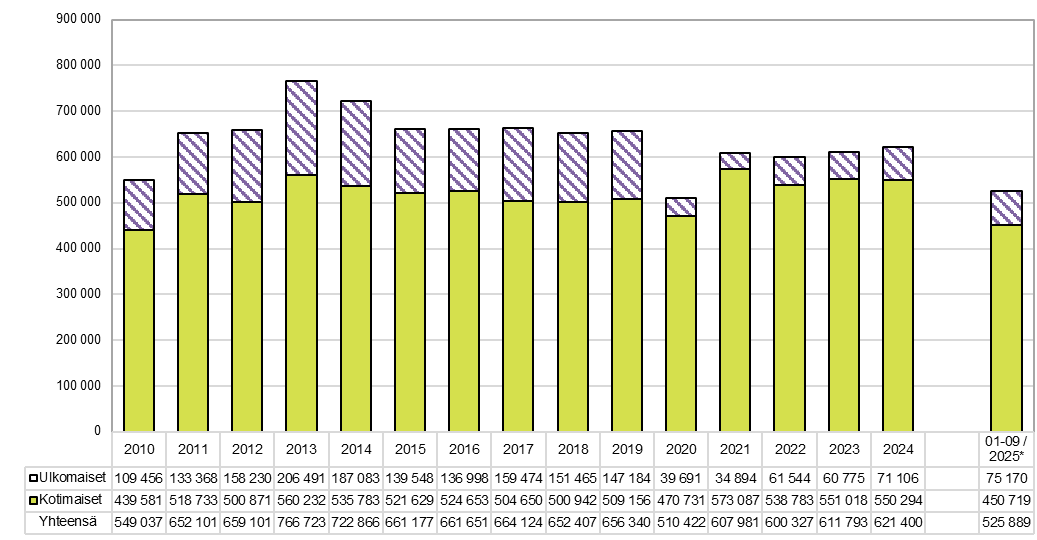 900 000
800 000
700 000
600 000
500 000
400 000
300 000
200 000
100 000
0
2010 2011 2012 2013 2014 2015 2016 2017 2018 2019 2020 2021 2022 2023 2024 01-09 /
2025*
Ulkomaiset 109 456 133 368 158 230 206 491 187 083 139 548 136 998 159 474 151 465 147 184 39 691 34 894 61 544 60 775 71 106 75 170
Kotimaiset 439 581 518 733 500 871 560 232 535 783 521 629 524 653 504 650 500 942 509 156 470 731 573 087 538 783 551 018 550 294 450 719
Yhteensä 549 037 652 101 659 101 766 723 722 866 661 177 661 651 664 124 652 407 656 340 510 422 607 981 600 327 611 793 621 400 525 889